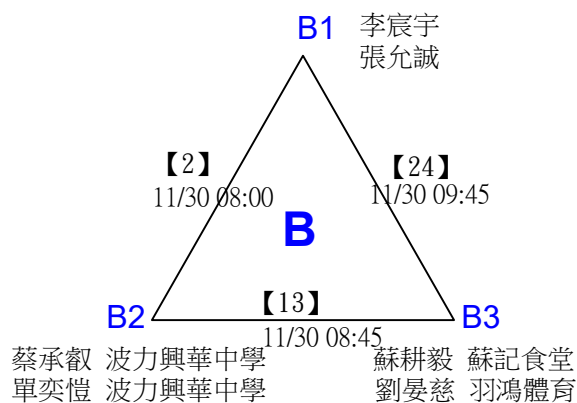 B1 李宸宇
張允誠
【2】
11/30 08:00
【24】
11/30 09:45
B
【13】
11/30 08:45
B2
B3
蔡承叡 波力興華中學
單奕愷 波力興華中學
蘇耕毅 蘇記食堂
劉晏慈 羽鴻體育